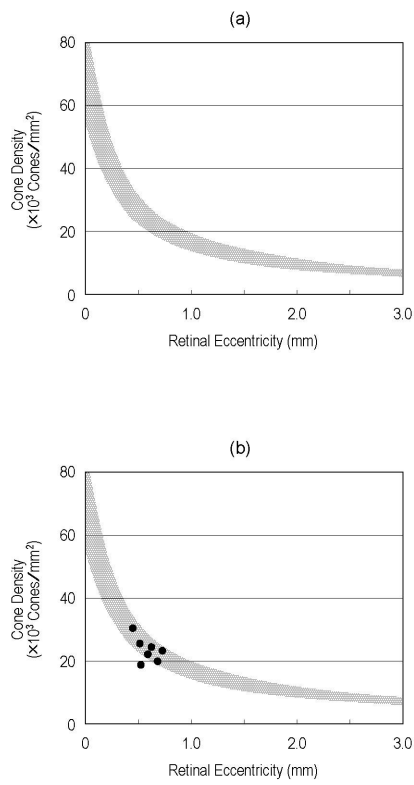 (a)
80
60
40
20
0
Cone Density
(×10³ Cones/mm²)
0 1.0 2.0 3.0
Retinal Eccentricity (mm)
(b)
80
60
40
20
0
Cone Density
(×10³ Cones/mm²)
0 1.0 2.0 3.0
Retinal Eccentricity (mm)